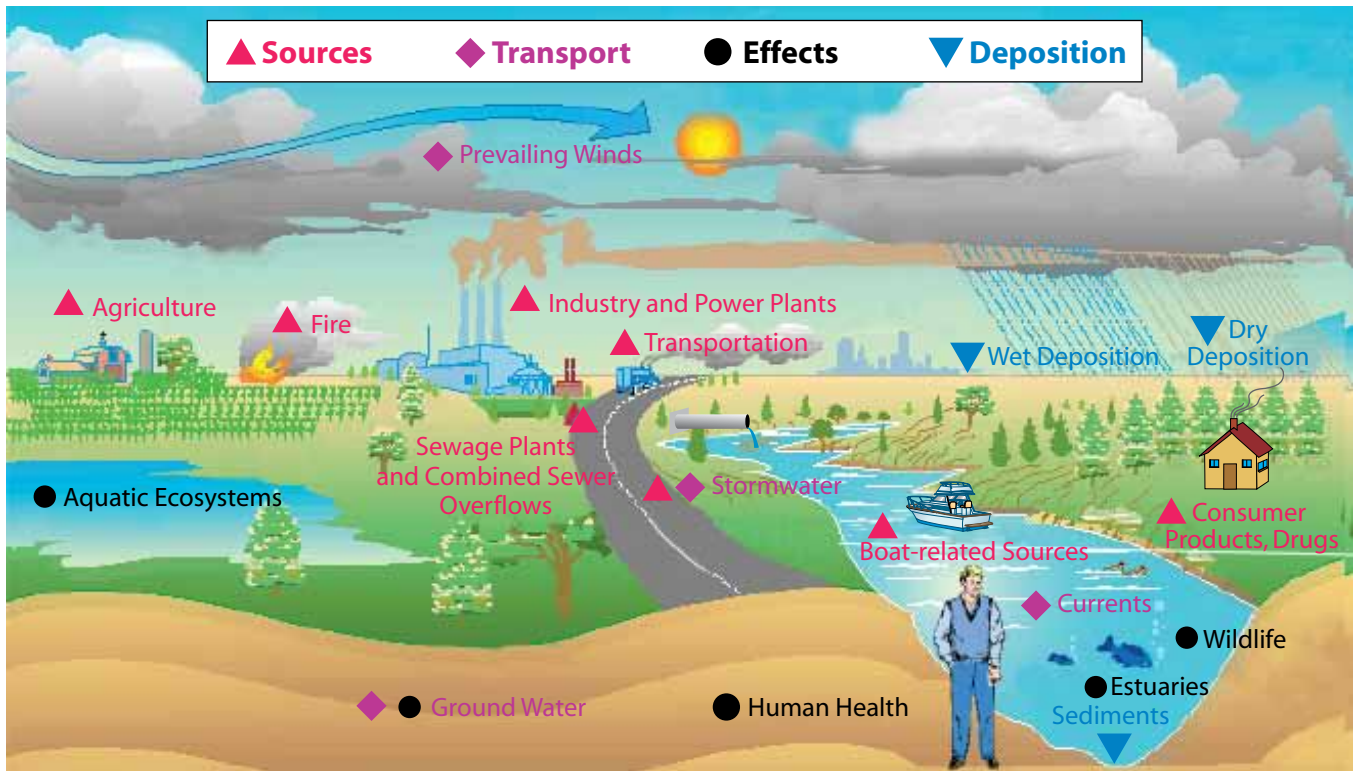 Sources Transport Effects Deposition
Prevailing Winds
Agriculture
Fire
Industry and Power Plants
Transportation
Wet Deposition
Dry
Deposition
Sewage Plants
and Combined Sewer
Overflows
Aquatic Ecosystems
Stormwater
Boat-related Sources
Consumer
Products, Drugs
Currents
Wildlife
Ground Water
Human Health
Estuaries
Sediments